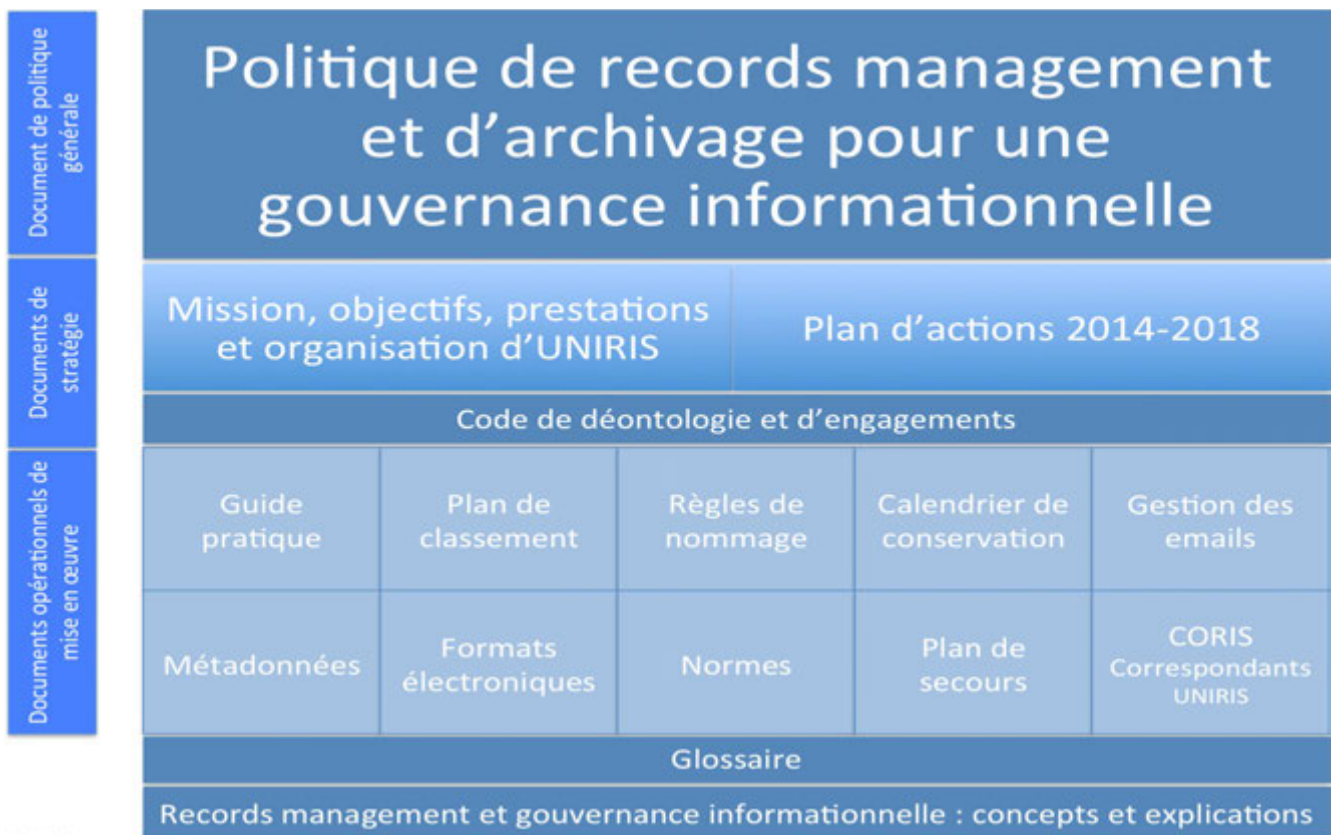 Document de politique
générale
Politique de records management
et d'archivage pour une
gouvernance informationnelle
Documents de
stratégie
Mission, objectifs, prestations
et organisation d'UNIRIS
Plan d'actions 2014-2018
Code de déontologie et d'engagements
Documents opérationnels de
mise en œuvre
Guide
pratique
Plan de
classement
Règles de
nommage
Calendrier de
conservation
Gestion des
emails
Métadonnées
Formats
électroniques
Normes
Plan de
secours
CORIS
Correspondants
UNIRIS
Glossaire
Records management et gouvernance informationnelle : concepts et explications